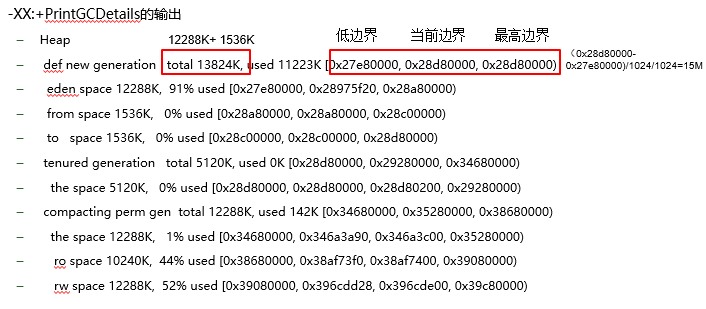 -XX:+PrintGCDetails的输出
低边界 当前边界 最高边界
– Heap 12288K+ 1536K
– def new generation total 13824K, used 11223K [0x27e80000, 0x28d80000, 0x28d80000)
（0x28d80000-
0x27e80000)/1024/1024=15M
– eden space 12288K, 91% used [0x27e80000, 0x28975f20, 0x28a80000)
– from space 1536K, 0% used [0x28a80000, 0x28a80000, 0x28c00000)
– to space 1536K, 0% used [0x28c00000, 0x28c00000, 0x28d80000)
– tenured generation total 5120K, used 0K [0x28d80000, 0x29280000, 0x34680000)
– the space 5120K, 0% used [0x28d80000, 0x28d80000, 0x28d80200, 0x29280000)
– compacting perm gen total 12288K, used 142K [0x34680000, 0x35280000, 0x38680000)
– the space 12288K, 1% used [0x34680000, 0x346a3a90, 0x346a3c00, 0x35280000)
– ro space 10240K, 44% used [0x38680000, 0x38af73f0, 0x38af7400, 0x39080000)
– rw space 12288K, 52% used [0x39080000, 0x396cdd28, 0x396cde00, 0x39c80000)